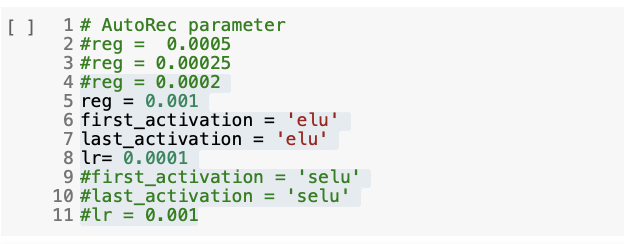 [ ] 1 # AutoRec parameter
2 #reg =  0.0005
3 #reg = 0.00025
4 #reg = 0.0002
5 reg = 0.001
6 first_activation = 'elu'
7 last_activation = 'elu'
8 lr= 0.0001
9 #first_activation = 'selu'
10 #last_activation = 'selu'
11 #lr = 0.001